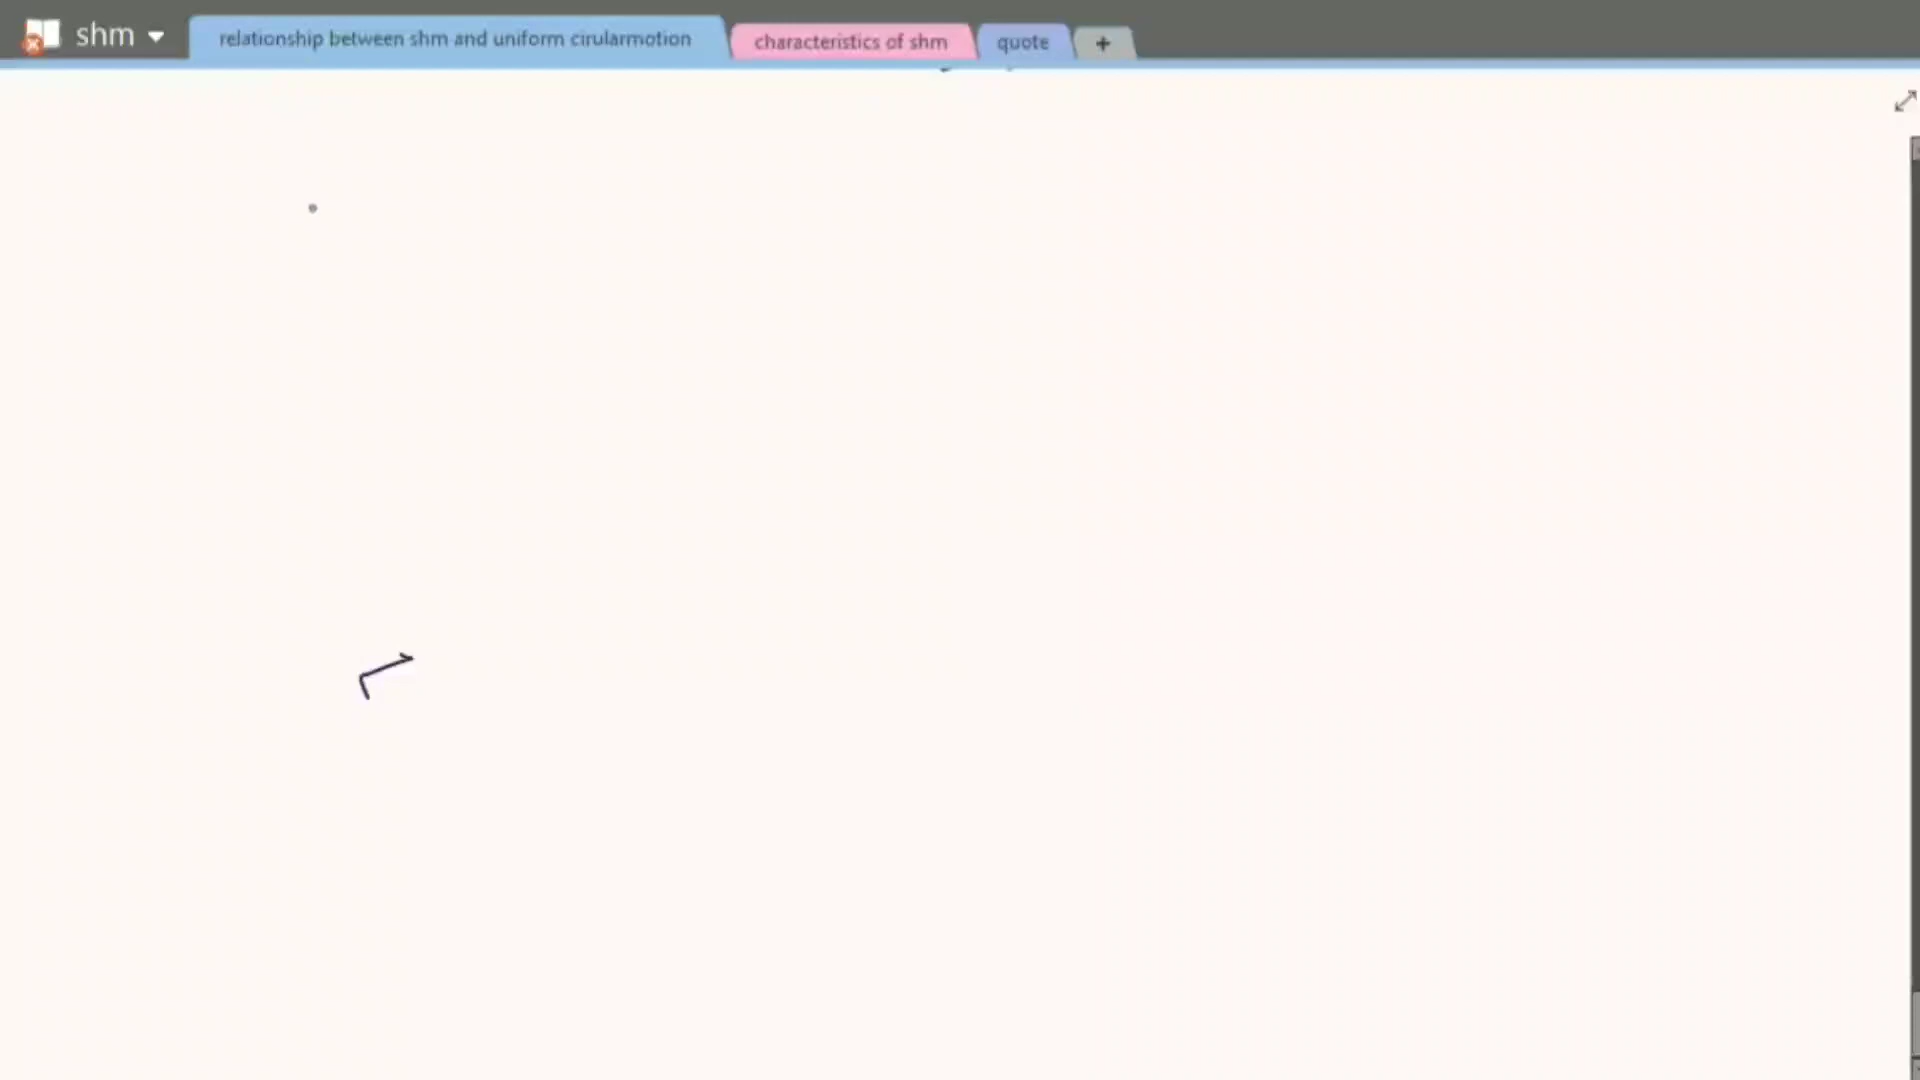 shm
relationship between shm and uniform cirularmotion
characteristics of shm
quote
+